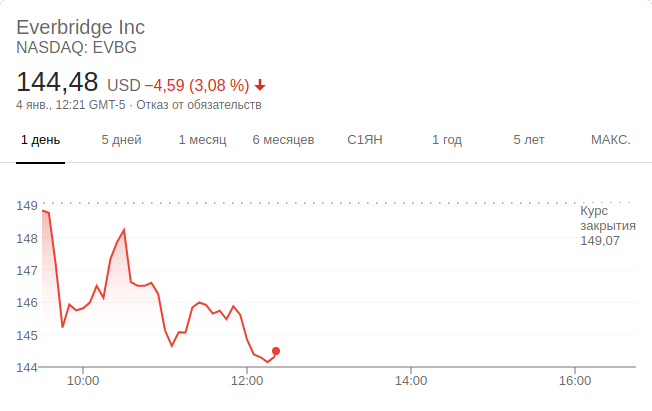 Everbridge Inc
NASDAQ: EVBG
144,48 USD −4,59 (3,08 %)
4 янв., 12:21 GMT-5 · Отказ от обязательств
1 день 5 дней 1 месяц 6 месяцев С1ЯН 1 год 5 лет МАКС.
149
Курс
закрытия
149,07
148
147
146
145
144
10:00 12:00 14:00 16:00